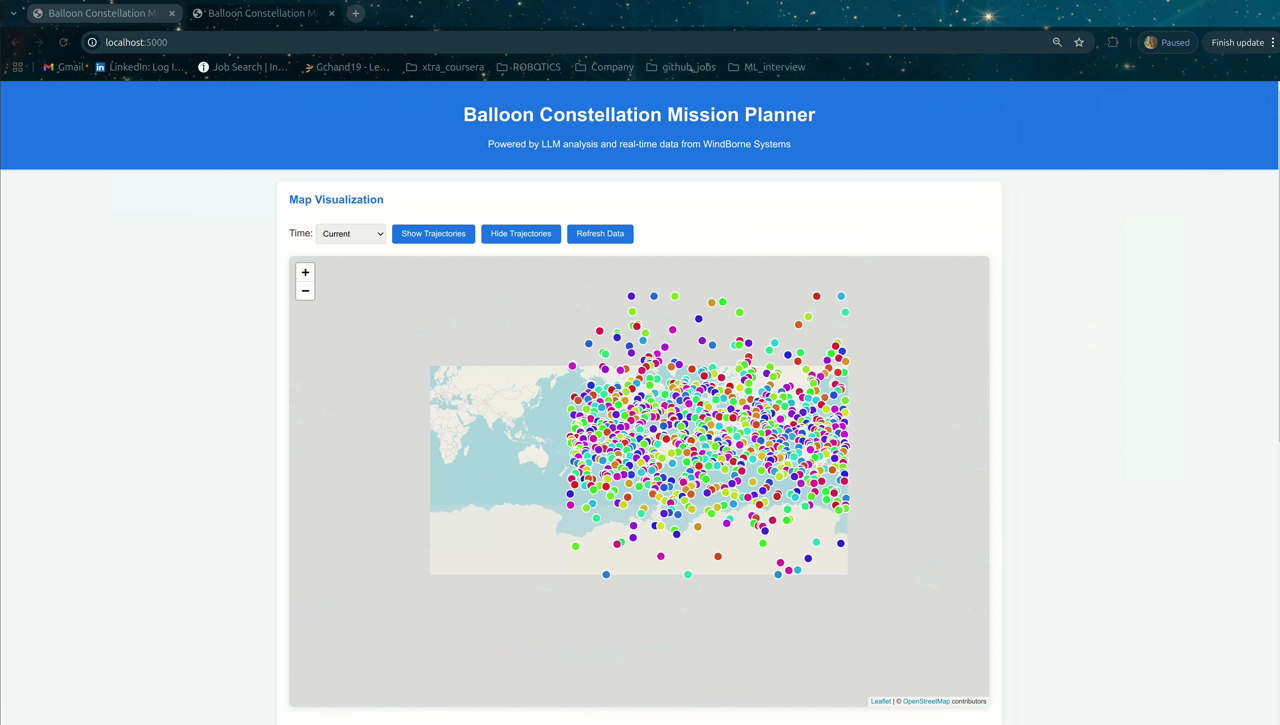 Balloon Constellation Mi
Balloon Constellation M
localhost:5000
Paused
Finish update
Gmail
LinkedIn: Log I...
Job Search | In...
Gchand19 - Le...
xtra_coursera
-ROBOTICS
Company
github_jobs
ML_interview
Balloon Constellation Mission Planner
Powered by LLM analysis and real-time data from WindBorne Systems
Map Visualization
Time: Current Show Trajectories Hide Trajectories Refresh Data
+
−
Leaflet | © OpenStreetMap contributors